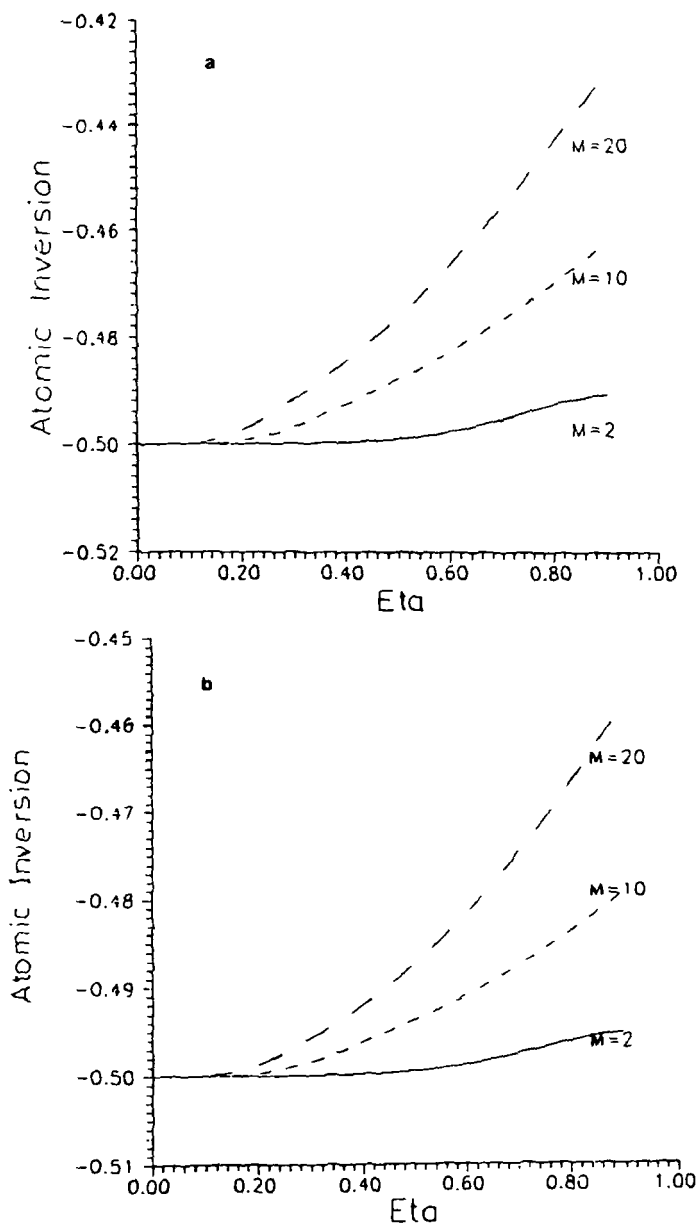 -0.42
a
-0.44
M=20
-0.46
M=10
-0.48
-0.50
M=2
-0.52
0.00 0.20 0.40 0.60 0.80 1.00
Eta
Atomic Inversion
-0.45
b
-0.46
M=20
-0.47
-0.48
M=10
-0.49
M=2
-0.50
-0.51
0.00 0.20 0.40 0.60 0.80 1.00
Eta
Atomic Inversion